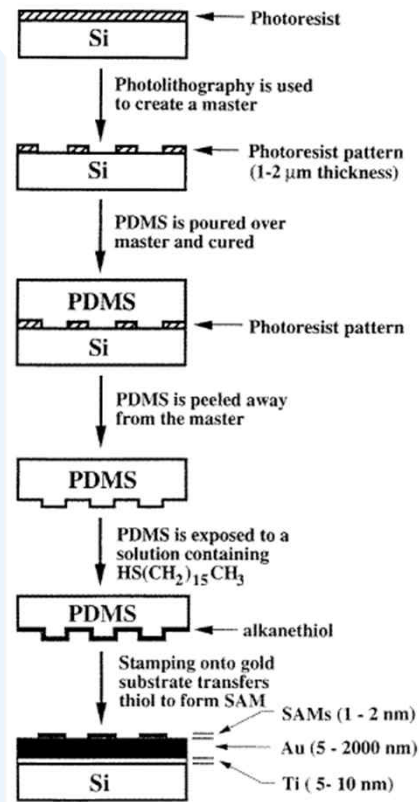 Photoresist
Si
Photolithography is used
to create a master
Photoresist pattern
(1-2 μm thickness)
Si
PDMS is poured over
master and cured
PDMS
Photoresist pattern
Si
PDMS is peeled away
from the master
PDMS
PDMS is exposed to a
solution containing
HS(CH2)15CH3
PDMS
alkanethiol
Stamping onto gold
substrate transfers
thiol to form SAM
SAMs (1 - 2 nm)
Au (5 - 2000 nm)
Si
Ti ( 5- 10 nm)